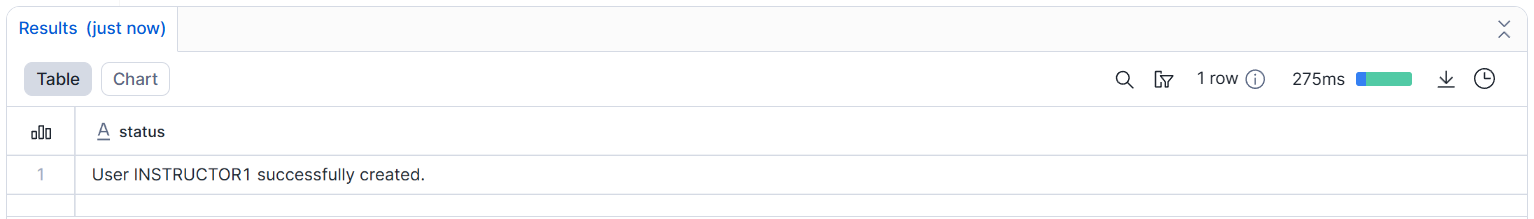 Results (just now)
Table Chart 1 row 275ms
A status
1 User INSTRUCTOR1 successfully created.